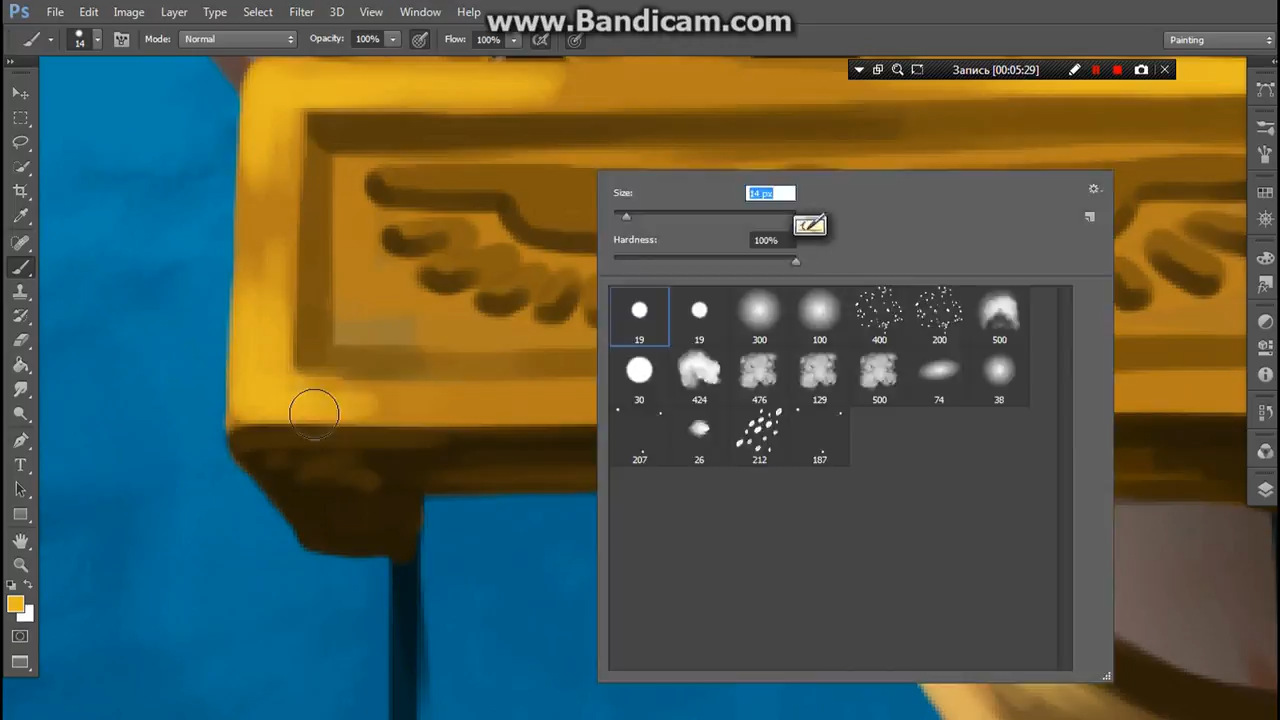 Ps File Edit Image Layer Type Select Filter 3D View Window Help
www.Bandicam.com
14 Mode: Normal Opacity: 100% Flow: 100% Painting
Запись [00:05:29]
Size: 14 px
Hardness: 100%
19 19 300 100 400 200 500
30 424 476 129 500 74 38
207 26 212 187
T